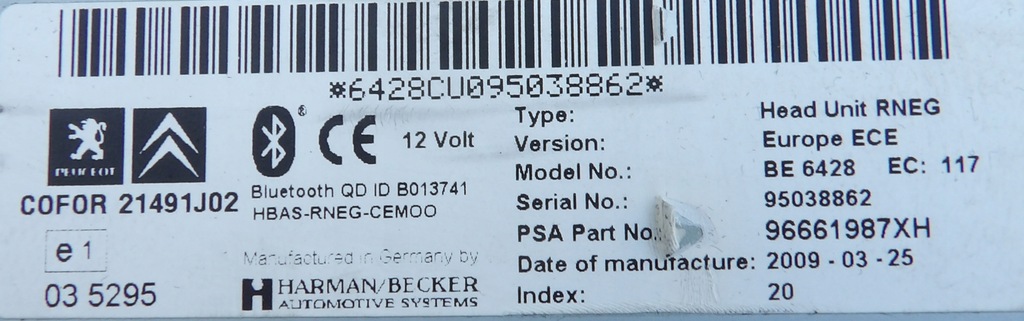 *6428CU095038862*
PEUGEOT
® CE 12 Volt
COFOR 21491J02
Bluetooth QD ID B013741
HBAS-RNEG-CEMOO
e1
03 5295
Manufactured in Germany by
HARMAN/BECKER
AUTOMOTIVE SYSTEMS
Type: Head Unit RNEG
Version: Europe ECE
Model No.: BE 6428 EC: 117
Serial No.: 95038862
PSA Part No.: 96661987XH
Date of manufacture: 2009 - 03 - 25
Index: 20